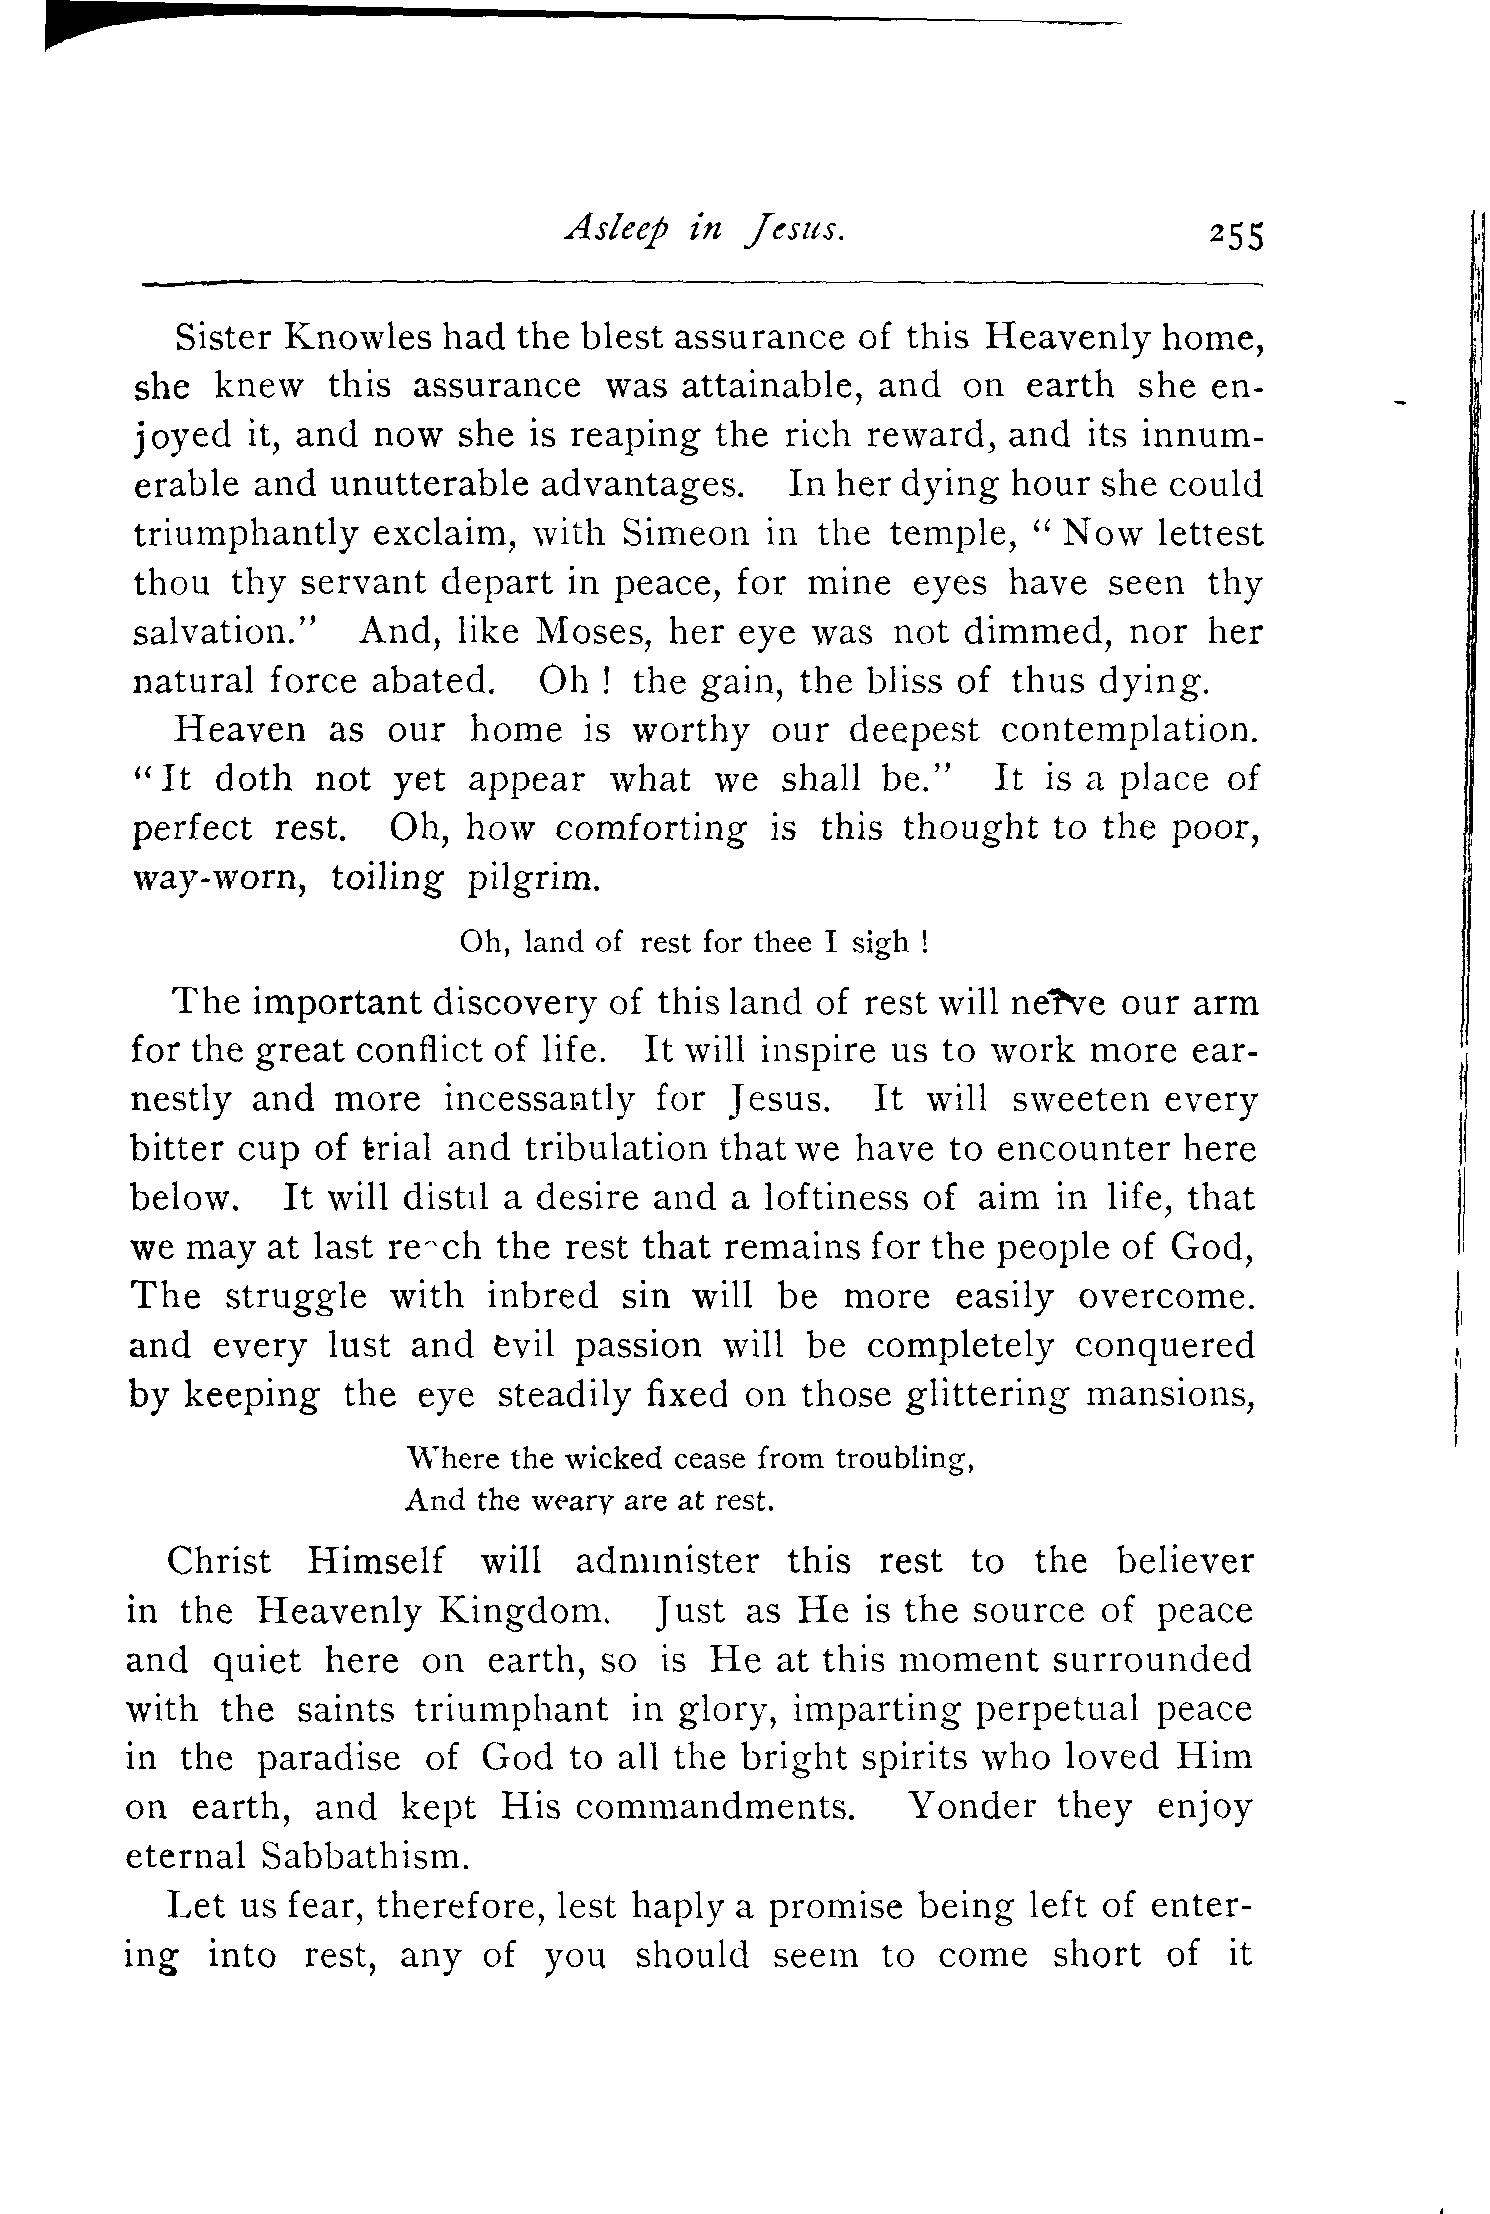 Asleep in Jesus. 255
Sister Knowles had the blest assurance of this Heavenly home,
she knew this assurance was attainable, and on earth she en-
joyed it, and now she is reaping the rich reward, and its innum-
erable and unutterable advantages. In her dying hour she could
triumphantly exclaim, with Simeon in the temple, “ Now lettest
thou thy servant depart in peace, for mine eyes have seen thy
salvation.” And, like Moses, her eye was not dimmed, nor her
natural force abated. Oh ! the gain, the bliss of thus dying.
Heaven as our home is worthy our deepest contemplation.
“ It doth not yet appear what we shall be.” It is a place of
perfect rest. Oh, how comforting is this thought to the poor,
way-worn, toiling pilgrim.
Oh, land of rest for thee I sigh !
The important discovery of this land of rest will nerve our arm
for the great conflict of life. It will inspire us to work more ear-
nestly and more incessantly for Jesus. It will sweeten every
bitter cup of trial and tribulation that we have to encounter here
below. It will distil a desire and a loftiness of aim in life, that
we may at last reach the rest that remains for the people of God,
The struggle with inbred sin will be more easily overcome.
and every lust and evil passion will be completely conquered
by keeping the eye steadily fixed on those glittering mansions,
Where the wicked cease from troubling,
And the weary are at rest.
Christ Himself will administer this rest to the believer
in the Heavenly Kingdom. Just as He is the source of peace
and quiet here on earth, so is He at this moment surrounded
with the saints triumphant in glory, imparting perpetual peace
in the paradise of God to all the bright spirits who loved Him
on earth, and kept His commandments. Yonder they enjoy
eternal Sabbathism.
Let us fear, therefore, lest haply a promise being left of enter-
ing into rest, any of you should seem to come short of it